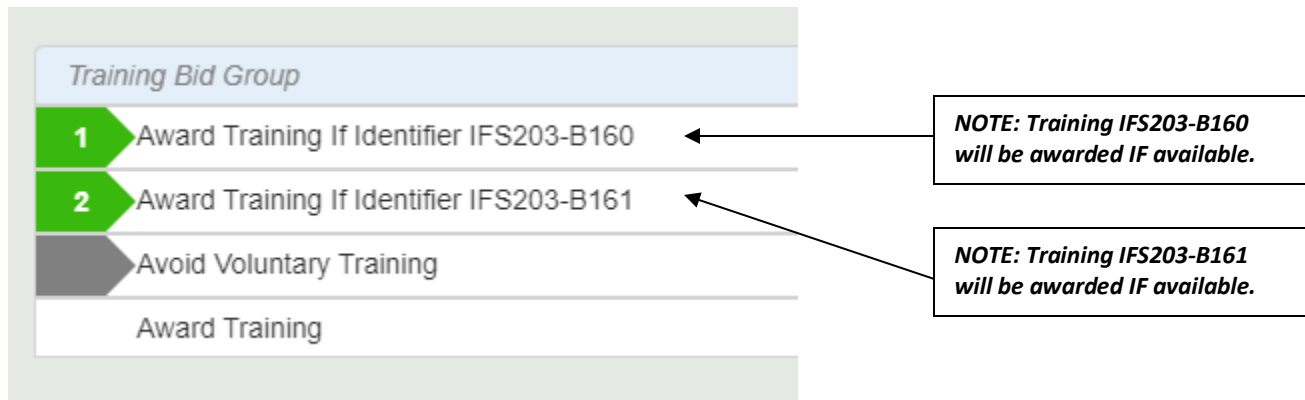 Training Bid Group
1 Award Training If Identifier IFS203-B160
NOTE: Training IFS203-B160
will be awarded IF available.
2 Award Training If Identifier IFS203-B161
NOTE: Training IFS203-B161
will be awarded IF available.
Avoid Voluntary Training
Award Training